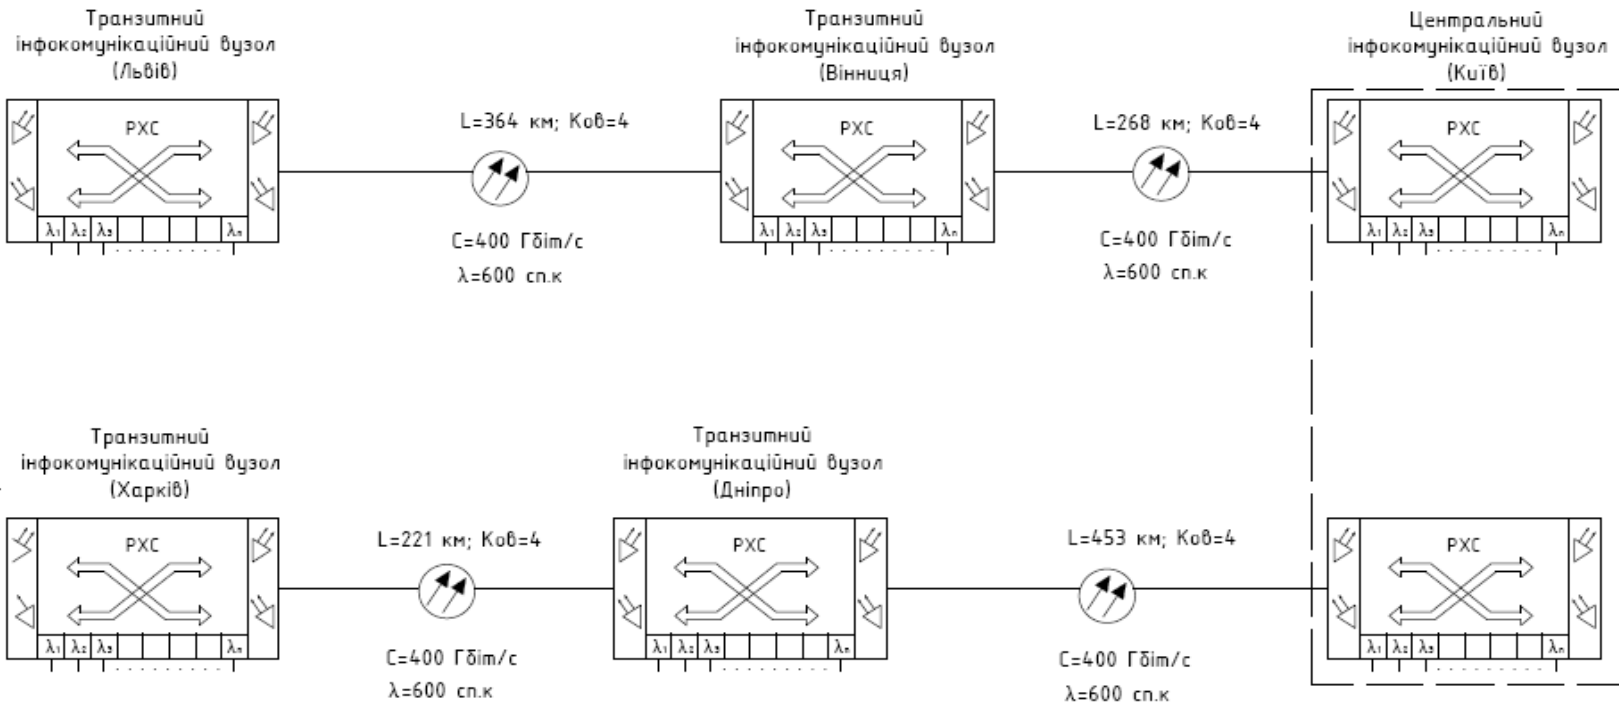 Транзитний
інфокомунікаційний вузол
(Львів)
Транзитний
інфокомунікаційний вузол
(Вінниця)
Центральний
інфокомунікаційний вузол
(Київ)
РХС
λ1 λ2 λ3 λn
L=364 км; Ков=4
C=400 Гбіт/с
λ=600 сп.к
РХС
λ1 λ2 λ3 λn
L=268 км; Ков=4
C=400 Гбіт/с
λ=600 сп.к
РХС
λ1 λ2 λ3 λn
Транзитний
інфокомунікаційний вузол
(Харків)
Транзитний
інфокомунікаційний вузол
(Дніпро)
РХС
λ1 λ2 λ3 λn
L=221 км; Ков=4
C=400 Гбіт/с
λ=600 сп.к
РХС
λ1 λ2 λ3 λn
L=453 км; Ков=4
C=400 Гбіт/с
λ=600 сп.к
РХС
λ1 λ2 λ3 λn